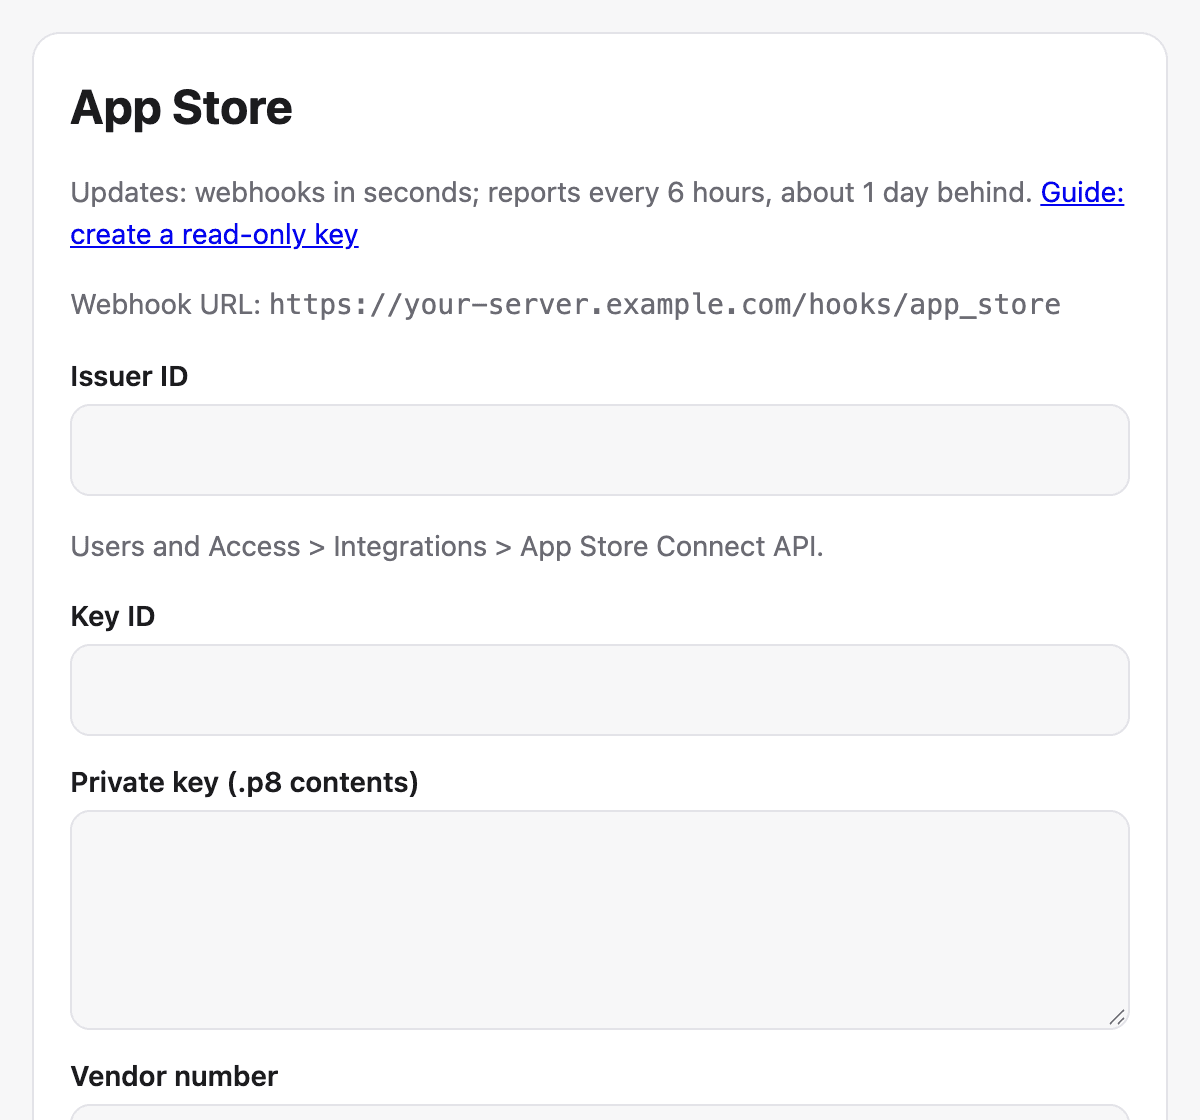 App Store
Updates: webhooks in seconds; reports every 6 hours, about 1 day behind. Guide:
create a read-only key
Webhook URL: https://your-server.example.com/hooks/app_store
Issuer ID
Users and Access > Integrations > App Store Connect API.
Key ID
Private key (.p8 contents)
Vendor number